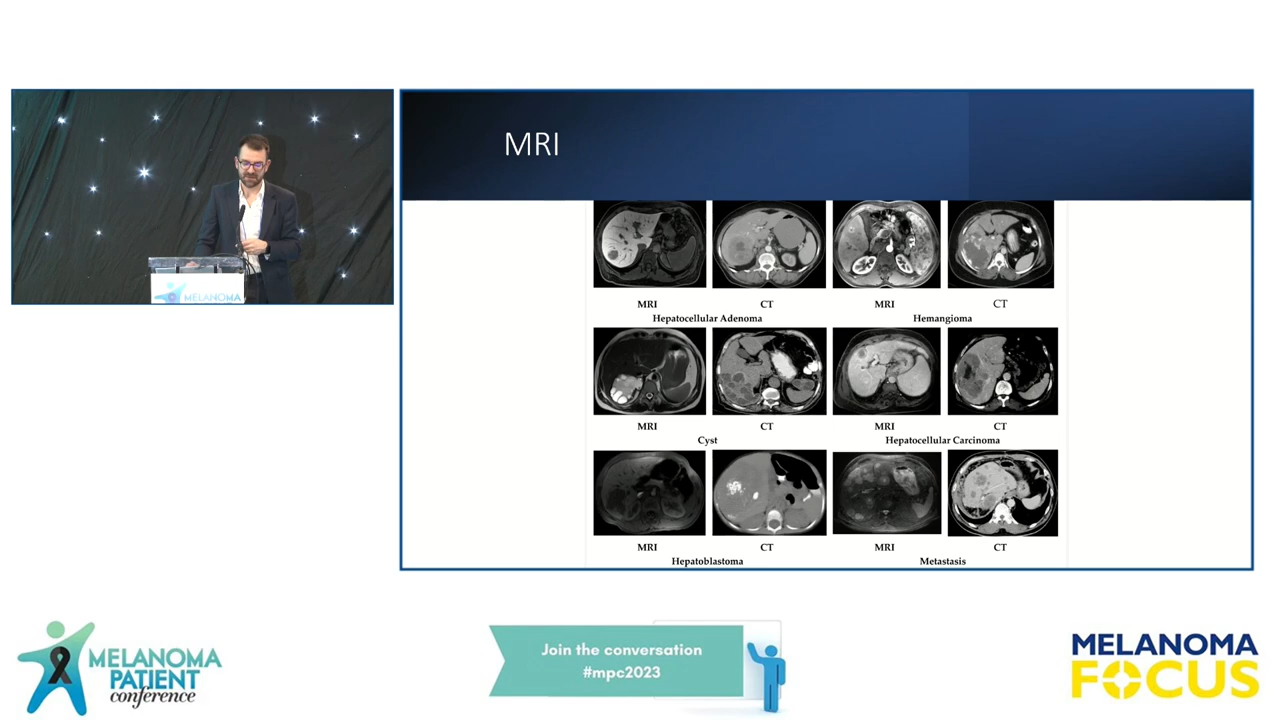 MELANOMA
MRI
MRI CT MRI CT
Hepatocellular Adenoma Hemangioma
MRI CT MRI CT
Cyst Hepatocellular Carcinoma
MRI CT MRI CT
Hepatoblastoma Metastasis
MELANOMA
PATIENT
conference
Join the conversation
#mpc2023
MELANOMA
FOCUS